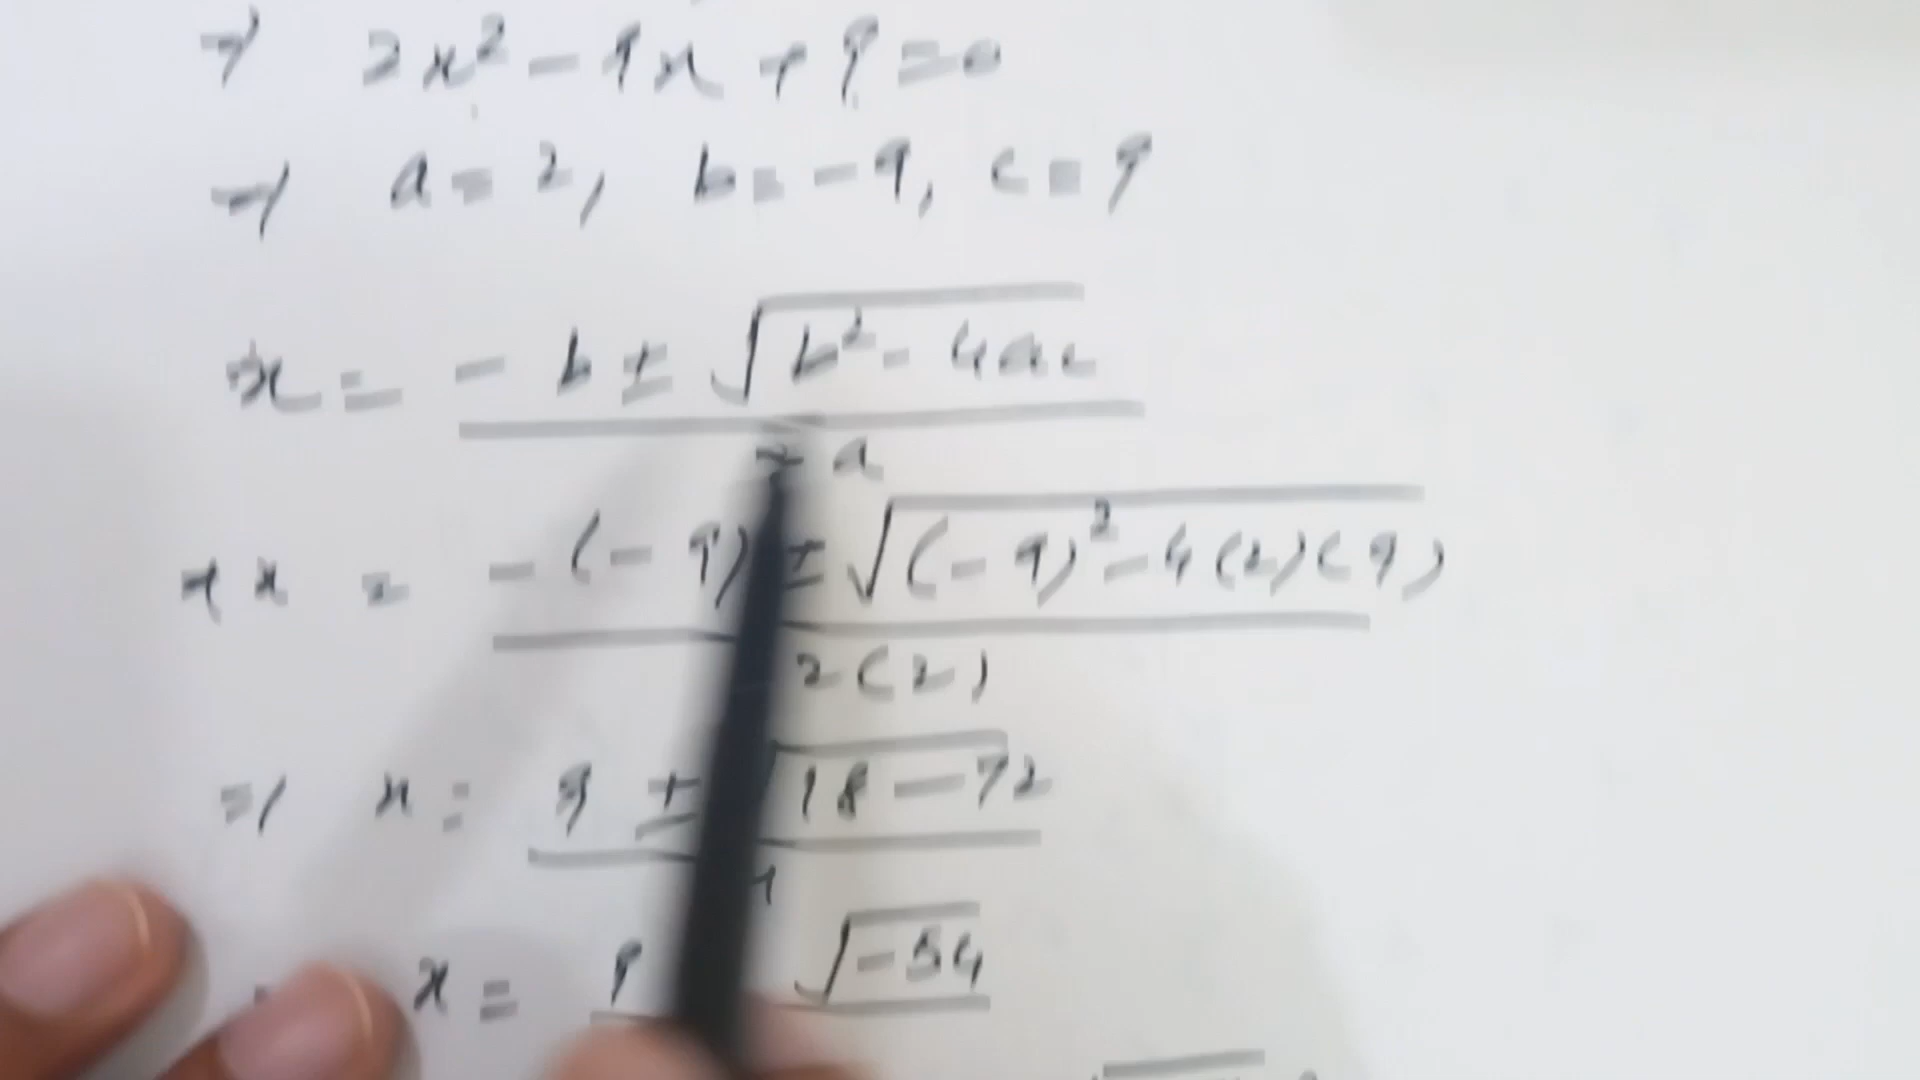 ⇒ 2x² - 9x + 9 = 0
⇒ a = 2, b = -9, c = 9
x = (-b ± √(b² - 4ac)) / 2a
⇒ x = (-(-9) ± √((-9)² - 4(2)(9))) / 2(2)
⇒ x = (9 ± √(18 - 72)) / 4
x = 9 √-54